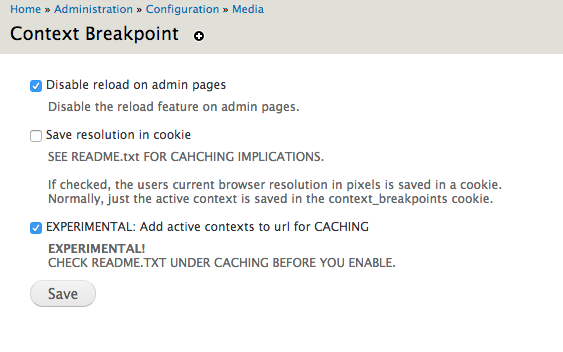 Home » Administration » Configuration » Media
Context Breakpoint
Disable reload on admin pages
Disable the reload feature on admin pages.
Save resolution in cookie
SEE README.txt FOR CAHCHING IMPLICATIONS.
If checked, the users current browser resolution in pixels is saved in a cookie.
Normally, just the active context is saved in the context_breakpoints cookie.
EXPERIMENTAL: Add active contexts to url for CACHING
EXPERIMENTAL!
CHECK README.TXT UNDER CACHING BEFORE YOU ENABLE.
Save